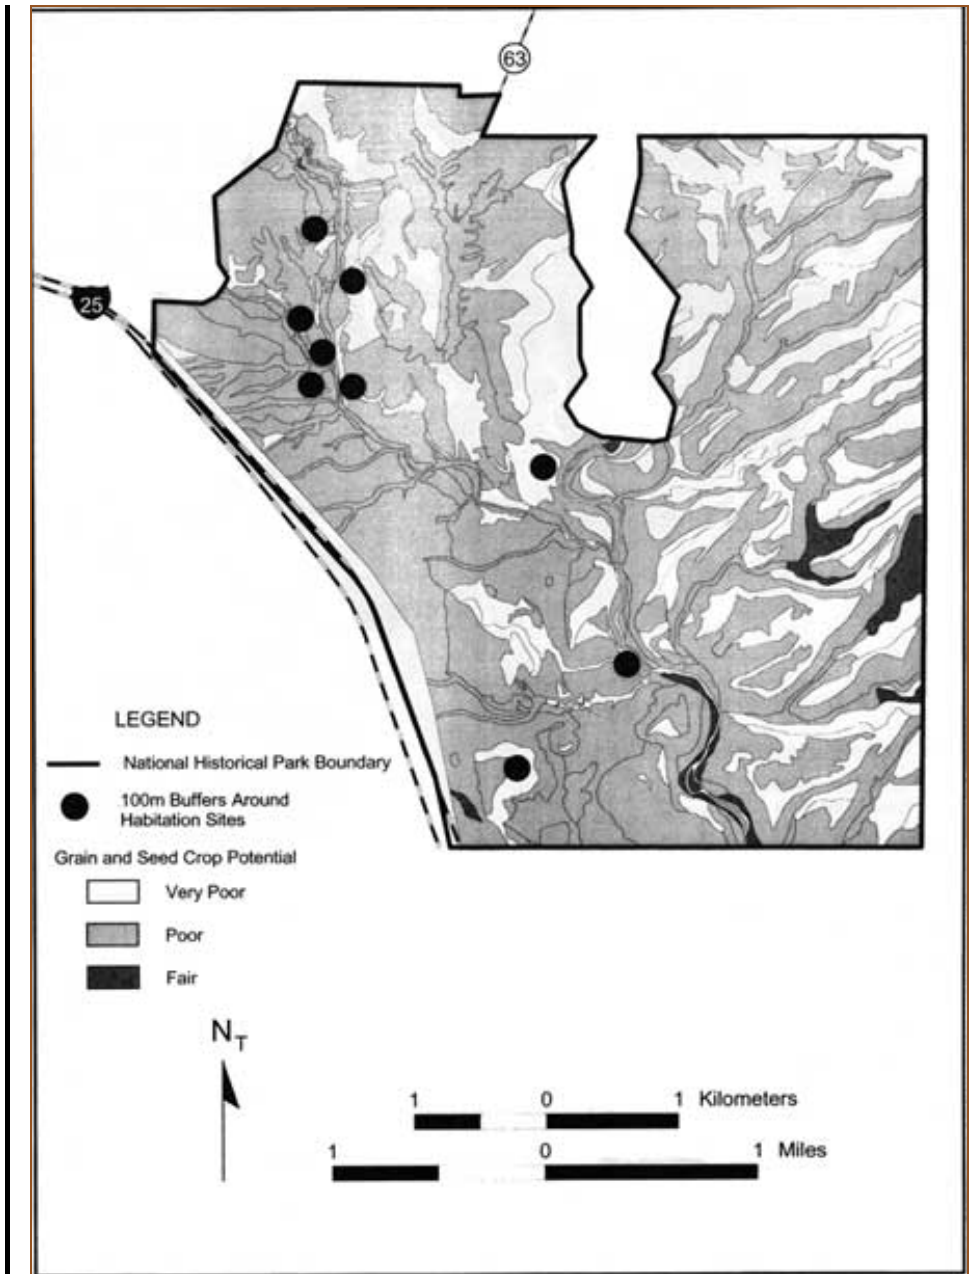 63
25
LEGEND
National Historical Park Boundary
100m Buffers Around
Habitation Sites
Grain and Seed Crop Potential
Very Poor
Poor
Fair
NT
1 0 1 Kilometers
1 0 1 Miles